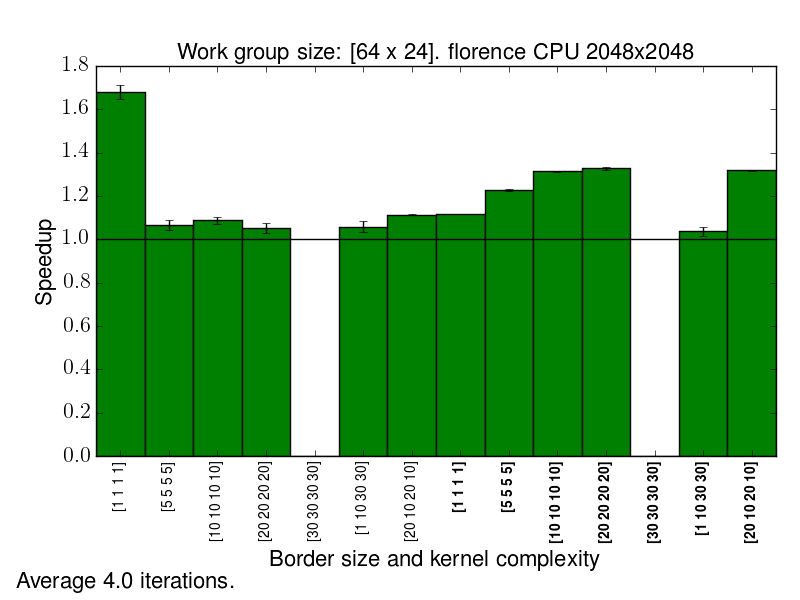 Work group size: [64 x 24]. florence CPU 2048x2048
1.8
1.6
1.4
1.2
1.0
0.8
0.6
0.4
0.2
0.0
Speedup
[1 1 1 1]
[5 5 5 5]
[10 10 10 10]
[20 20 20 20]
[30 30 30 30]
[1 10 30 30]
[20 10 20 10]
[1 1 1 1]
[5 5 5 5]
[10 10 10 10]
[20 20 20 20]
[30 30 30 30]
[1 10 30 30]
[20 10 20 10]
Border size and kernel complexity
Average 4.0 iterations.